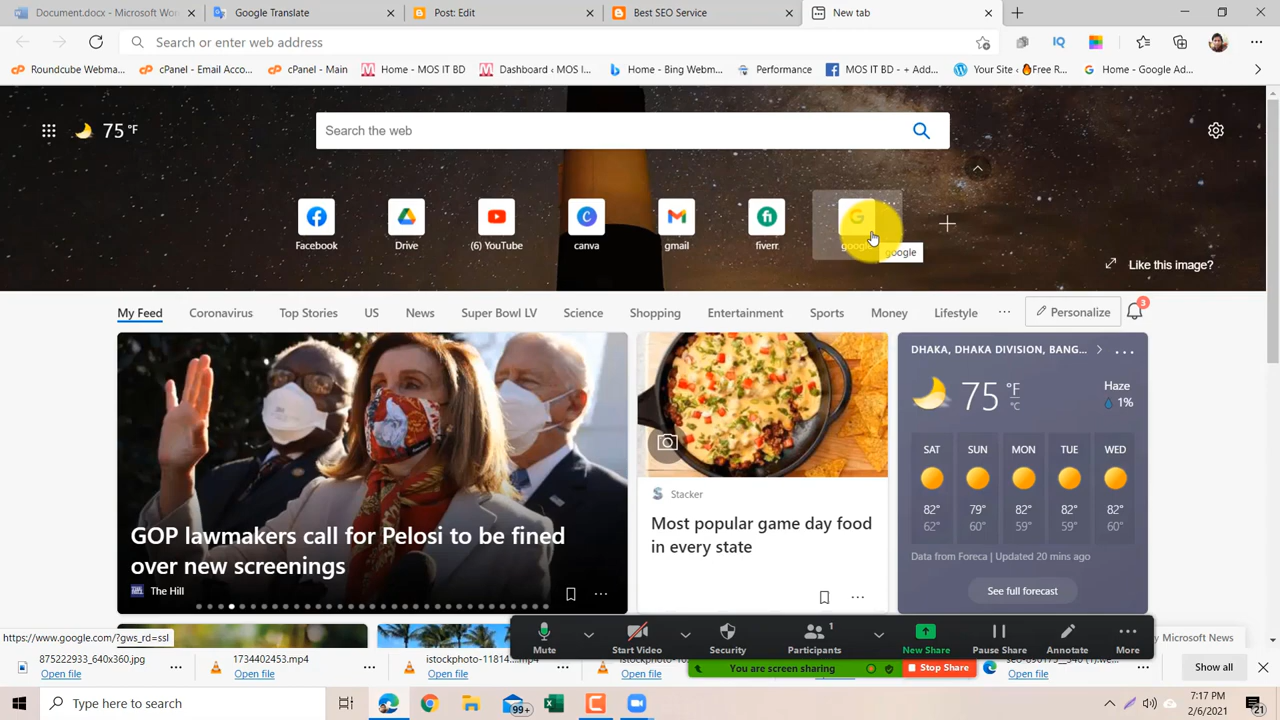 Document.docx - Microsoft Wor
Google Translate
Post: Edit
Best SEO Service
New tab
Search or enter web address
IQ
Roundcube Webma...
cPanel - Email Acco...
cPanel - Main
Home - MOS IT BD
Dashboard ‹ MOS I...
Home - Bing Webm...
Performance
MOS IT BD - + Add...
Your Site ‹ 🔥Free R...
Home - Google Ad...
75 °F
Search the web
Facebook
Drive
(6) YouTube
canva
gmail
fiverr
google
google
Like this image?
My Feed
Coronavirus
Top Stories
US
News
Super Bowl LV
Science
Shopping
Entertainment
Sports
Money
Lifestyle
Personalize
3
GOP lawmakers call for Pelosi to be fined
over new screenings
The Hill
Stacker
Most popular game day food
in every state
DHAKA, DHAKA DIVISION, BANG...
75 °F
°C
Haze
1%
SAT SUN MON TUE WED
82° 79° 82° 82° 82°
62° 60° 59° 59° 60°
Data from Foreca | Updated 20 mins ago
See full forecast
https://www.google.com/?gws_rd=ssl
y Microsoft News
Mute
Start Video
Security
1
Participants
New Share
Pause Share
Annotate
More
You are screen sharing
Stop Share
875222933_640x360.jpg
Open file
1734402453.mp4
Open file
istockphoto-11814...mp4
Open file
Open file
Open file
Show all
Type here to search
99+
7:17 PM
2/6/2021
21